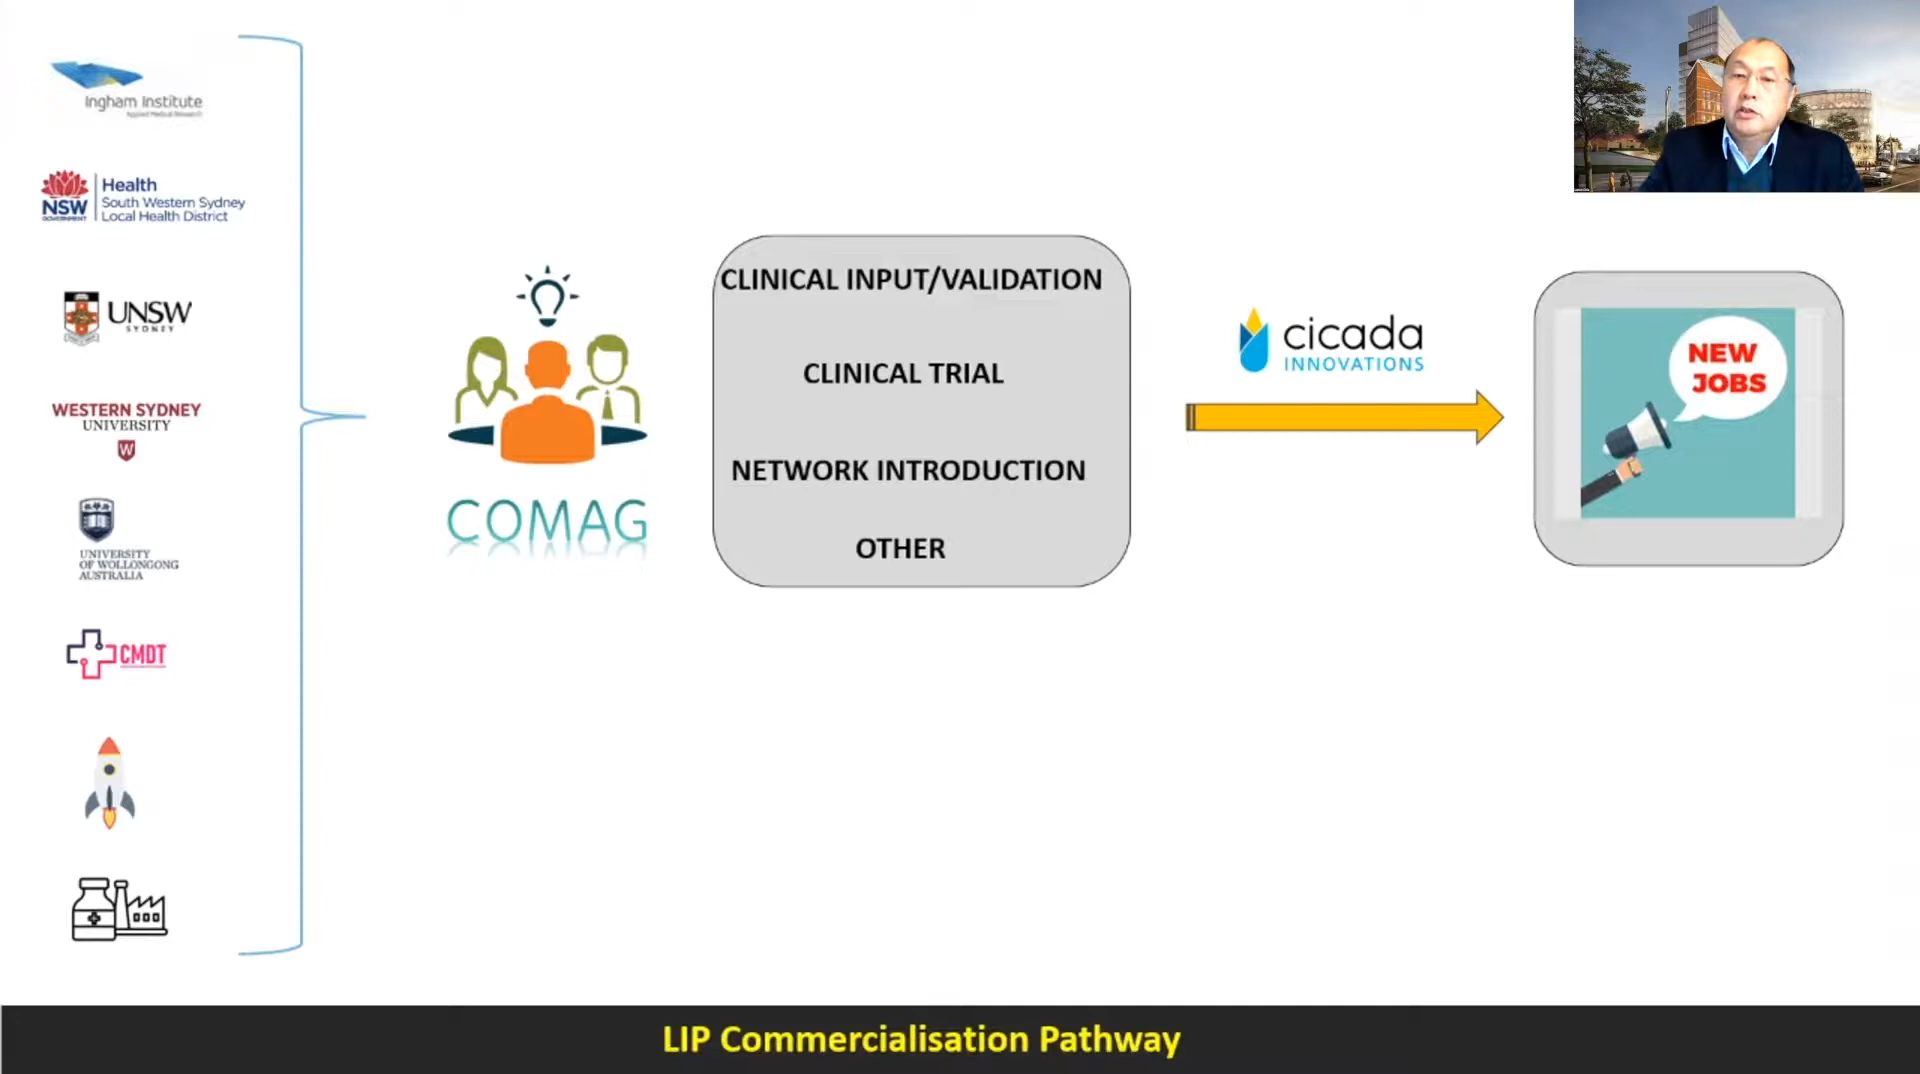 Ingham Institute
Applied Medical Research
NSW
GOVERNMENT
Health
South Western Sydney
Local Health District
UNSW
SYDNEY
WESTERN SYDNEY
UNIVERSITY
W
UNIVERSITY
OF WOLLONGONG
AUSTRALIA
CMDT
COMAG
CLINICAL INPUT/VALIDATION
CLINICAL TRIAL
NETWORK INTRODUCTION
OTHER
cicada
INNOVATIONS
NEW
JOBS
LIP Commercialisation Pathway